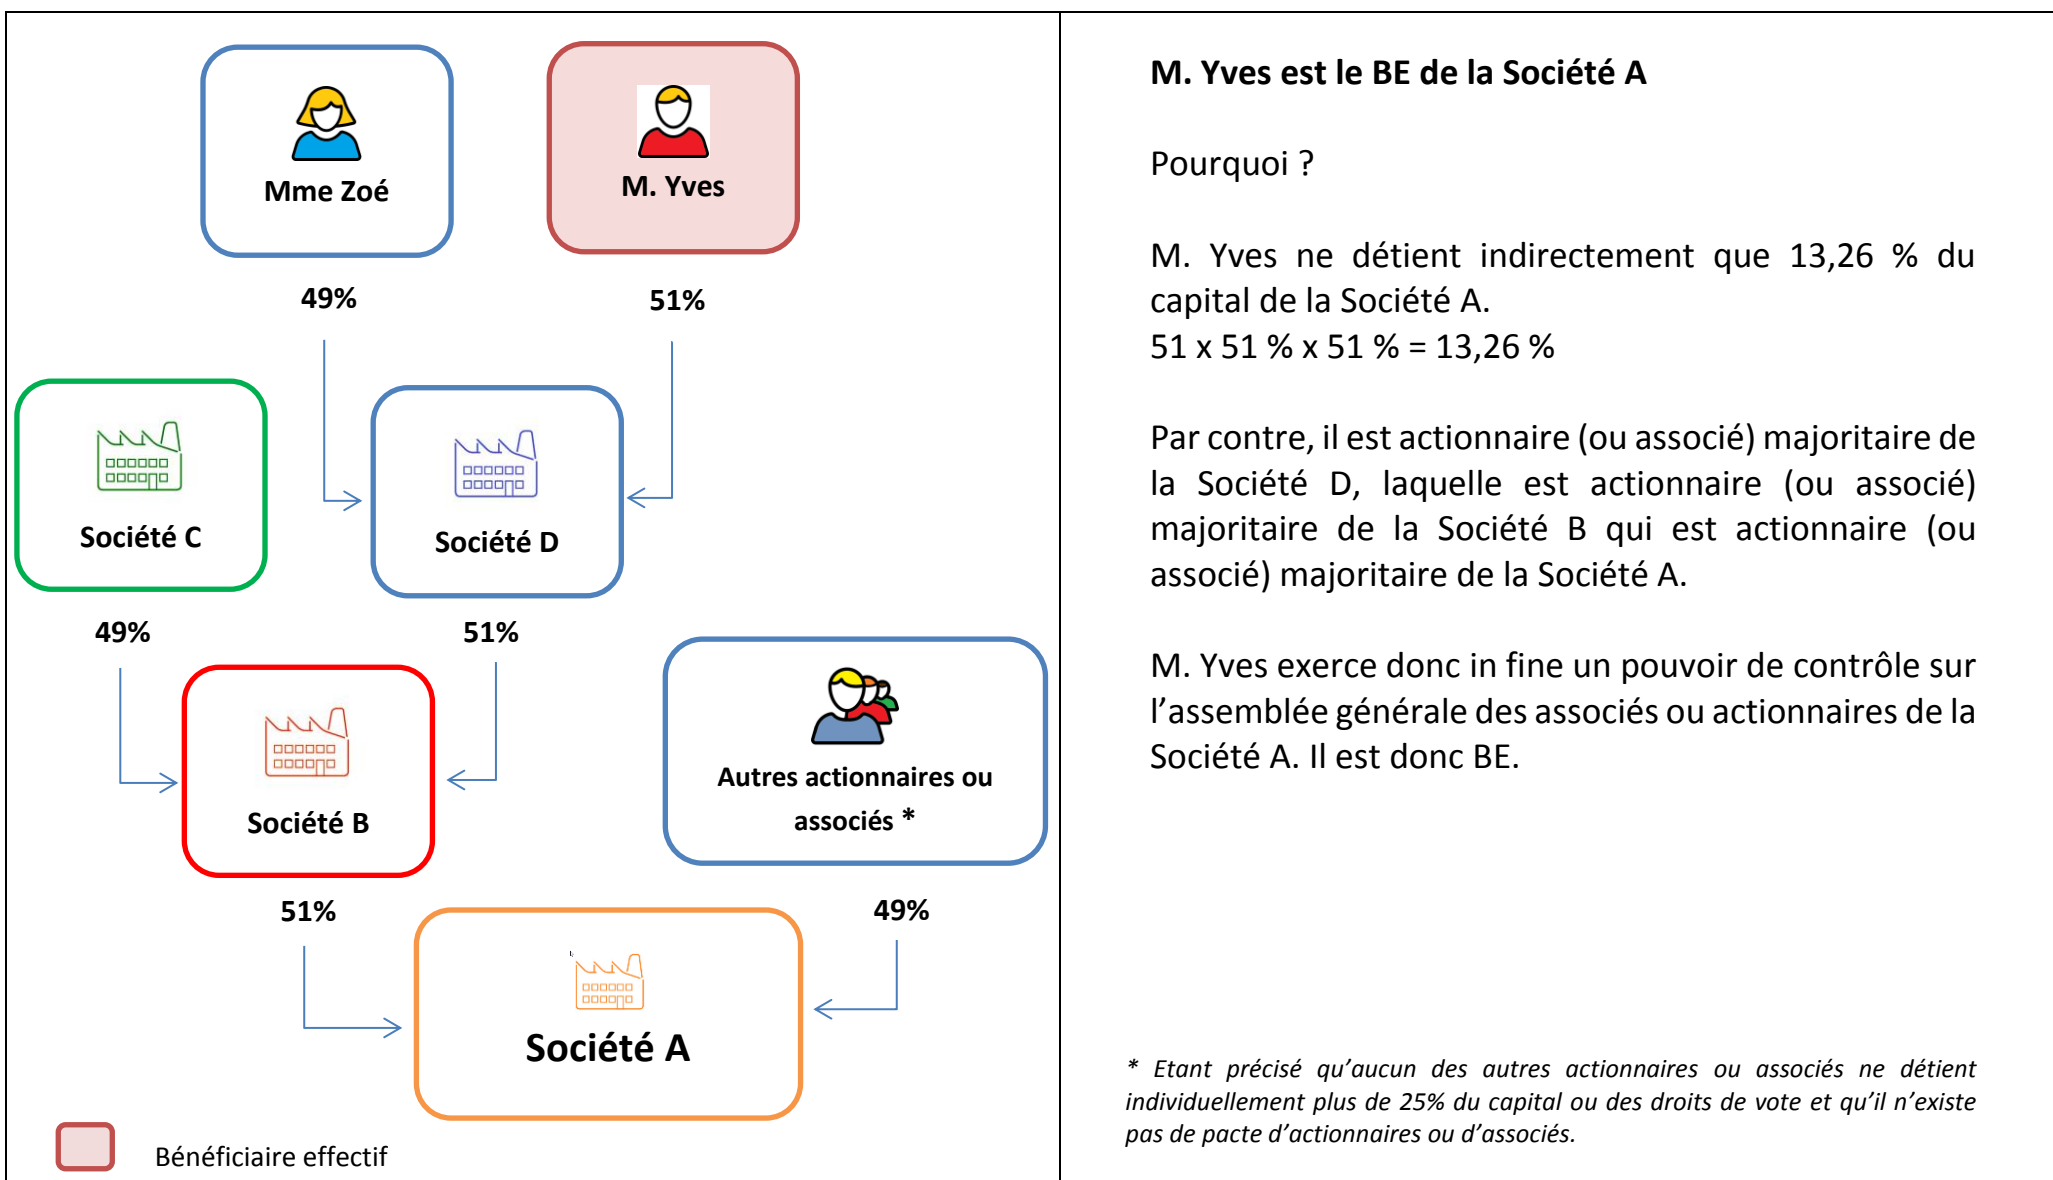 Mme Zoé
M. Yves
49%
51%
Société C
Société D
49%
51%
Société B
Autres actionnaires ou
associés *
51%
49%
Société A
Bénéficiaire effectif
M. Yves est le BE de la Société A
Pourquoi ?
M. Yves ne détient indirectement que 13,26 % du
capital de la Société A.
51 x 51 % x 51 % = 13,26 %
Par contre, il est actionnaire (ou associé) majoritaire de
la Société D, laquelle est actionnaire (ou associé)
majoritaire de la Société B qui est actionnaire (ou
associé) majoritaire de la Société A.
M. Yves exerce donc in fine un pouvoir de contrôle sur
l’assemblée générale des associés ou actionnaires de la
Société A. Il est donc BE.
* Etant précisé qu’aucun des autres actionnaires ou associés ne détient
individuellement plus de 25% du capital ou des droits de vote et qu’il n’existe
pas de pacte d’actionnaires ou d’associés.